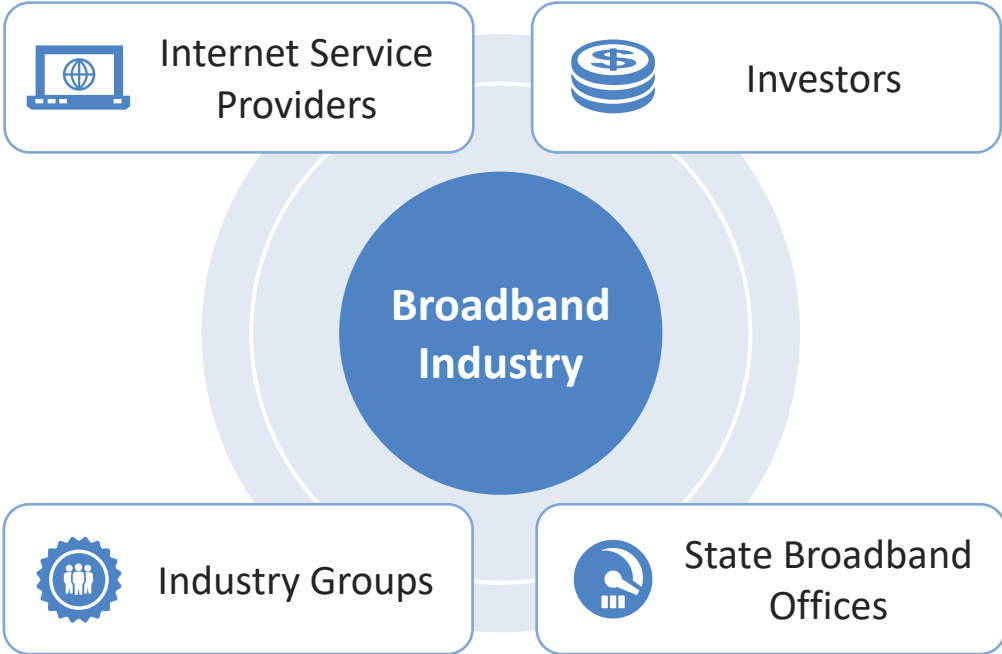 Internet Service
Providers
$
Investors
Broadband
Industry
Industry Groups
State Broadband
Offices